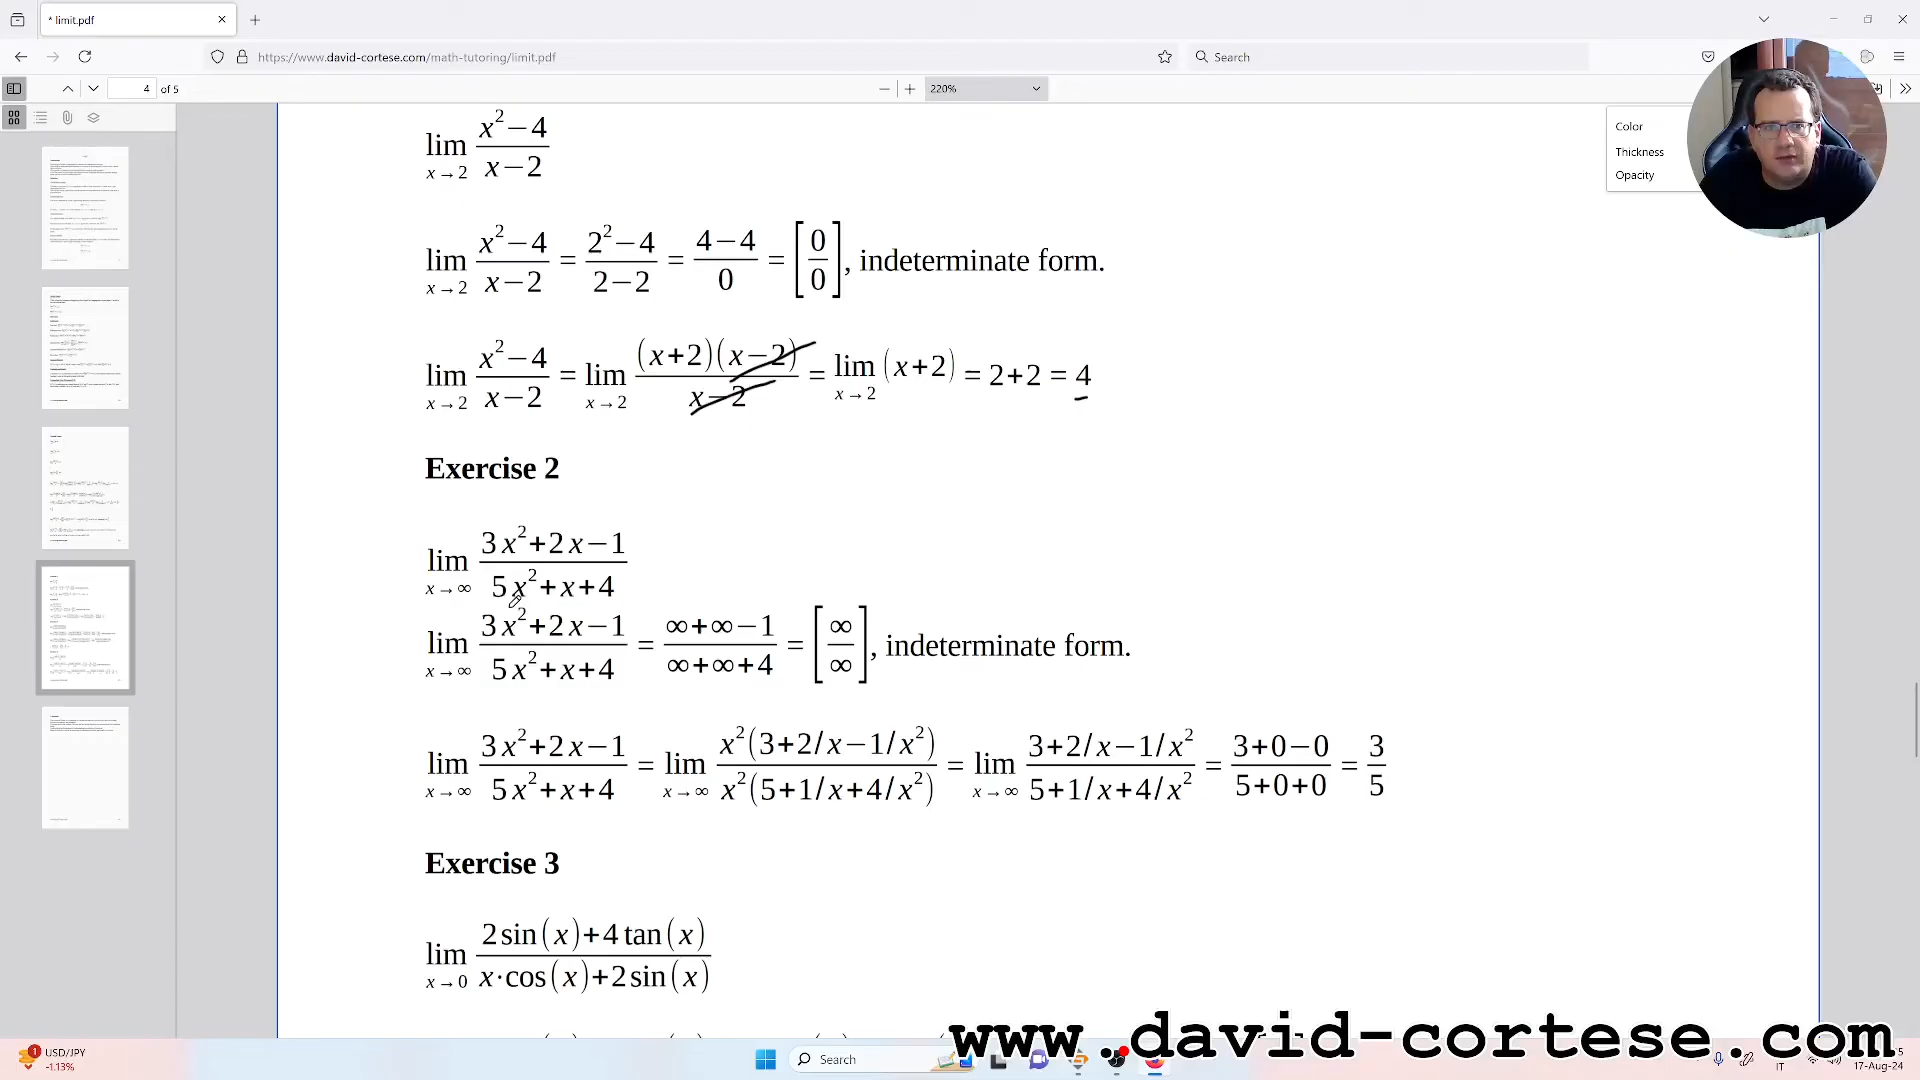 * limit.pdf
https://www.david-cortese.com/math-tutoring/limit.pdf
Search
4 of 5
220%
Color
Thickness
Opacity
lim x→2 (x²−4)/(x−2)
lim x→2 (x²−4)/(x−2) = (2²−4)/(2−2) = (4−4)/0 = [0/0], indeterminate form.
lim x→2 (x²−4)/(x−2) = lim x→2 ((x+2)(x−2))/(x−2) = lim x→2 (x+2) = 2+2 = 4
Exercise 2
lim x→∞ (3x²+2x−1)/(5x²+x+4)
lim x→∞ (3x²+2x−1)/(5x²+x+4) = (∞+∞−1)/(∞+∞+4) = [∞/∞], indeterminate form.
lim x→∞ (3x²+2x−1)/(5x²+x+4) = lim x→∞ (x²(3+2/x−1/x²))/(x²(5+1/x+4/x²)) = lim x→∞ (3+2/x−1/x²)/(5+1/x+4/x²) = (3+0−0)/(5+0+0) = 3/5
Exercise 3
lim x→0 (2sin(x)+4tan(x))/(x·cos(x)+2sin(x))
www.david-cortese.com
1
USD/JPY
-1.13%
Search
IT
17-Aug-24